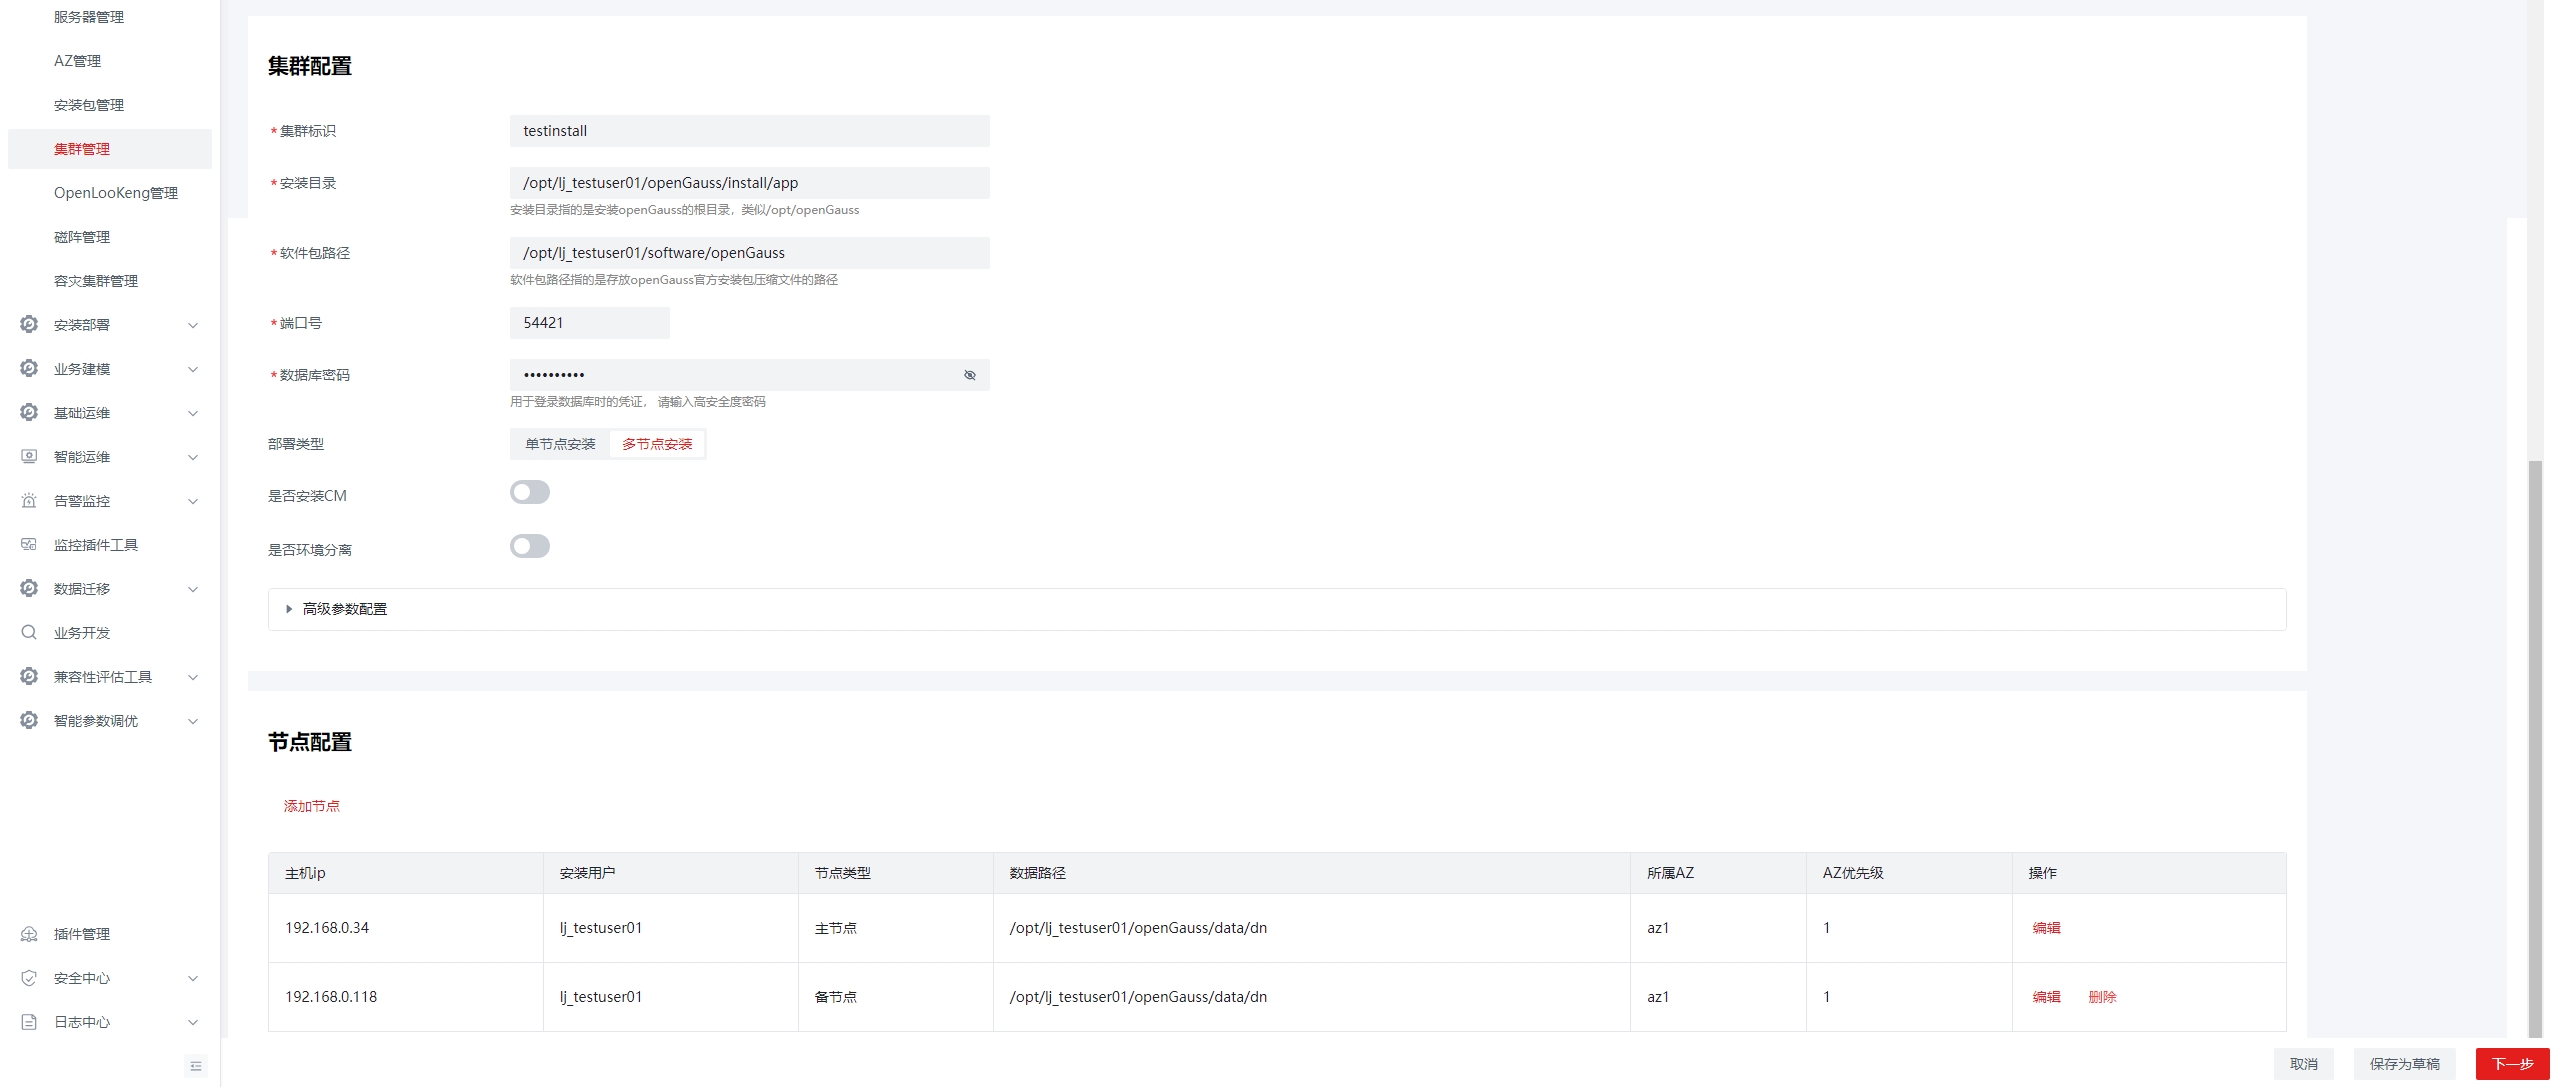 服务器管理
AZ管理
安装包管理
集群管理
OpenLooKeng管理
磁阵管理
容灾集群管理
安装部署
业务建模
基础运维
智能运维
告警监控
监控插件工具
数据迁移
业务开发
兼容性评估工具
智能参数调优
插件管理
安全中心
日志中心
集群配置
*集群标识 testinstall
*安装目录 /opt/lj_testuser01/openGauss/install/app
安装目录指的是安装openGauss的根目录，类似/opt/openGauss
*软件包路径 /opt/lj_testuser01/software/openGauss
软件包路径指的是存放openGauss官方安装包压缩文件的路径
*端口号 54421
*数据库密码 ••••••••••
用于登录数据库时的凭证， 请输入高安全度密码
部署类型 单节点安装 多节点安装
是否安装CM
是否环境分离
高级参数配置
节点配置
添加节点
主机ip 安装用户 节点类型 数据路径 所属AZ AZ优先级 操作
192.168.0.34 lj_testuser01 主节点 /opt/lj_testuser01/openGauss/data/dn az1 1 编辑
192.168.0.118 lj_testuser01 备节点 /opt/lj_testuser01/openGauss/data/dn az1 1 编辑 删除
取消 保存为草稿 下一步